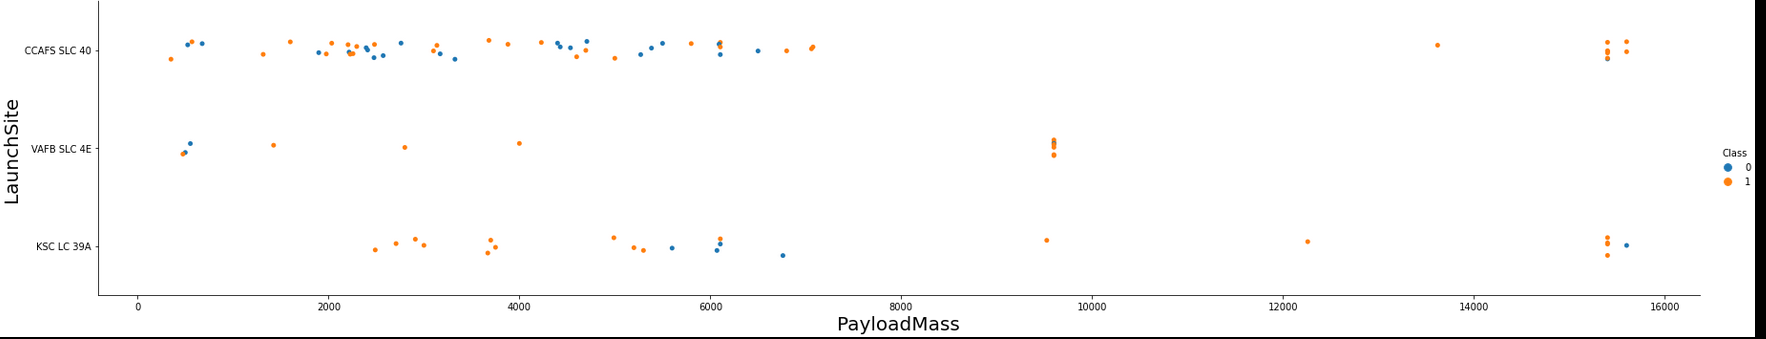 CCAFS SLC 40
VAFB SLC 4E
KSC LC 39A
LaunchSite
0 2000 4000 6000 8000 10000 12000 14000 16000
PayloadMass
Class
0
1